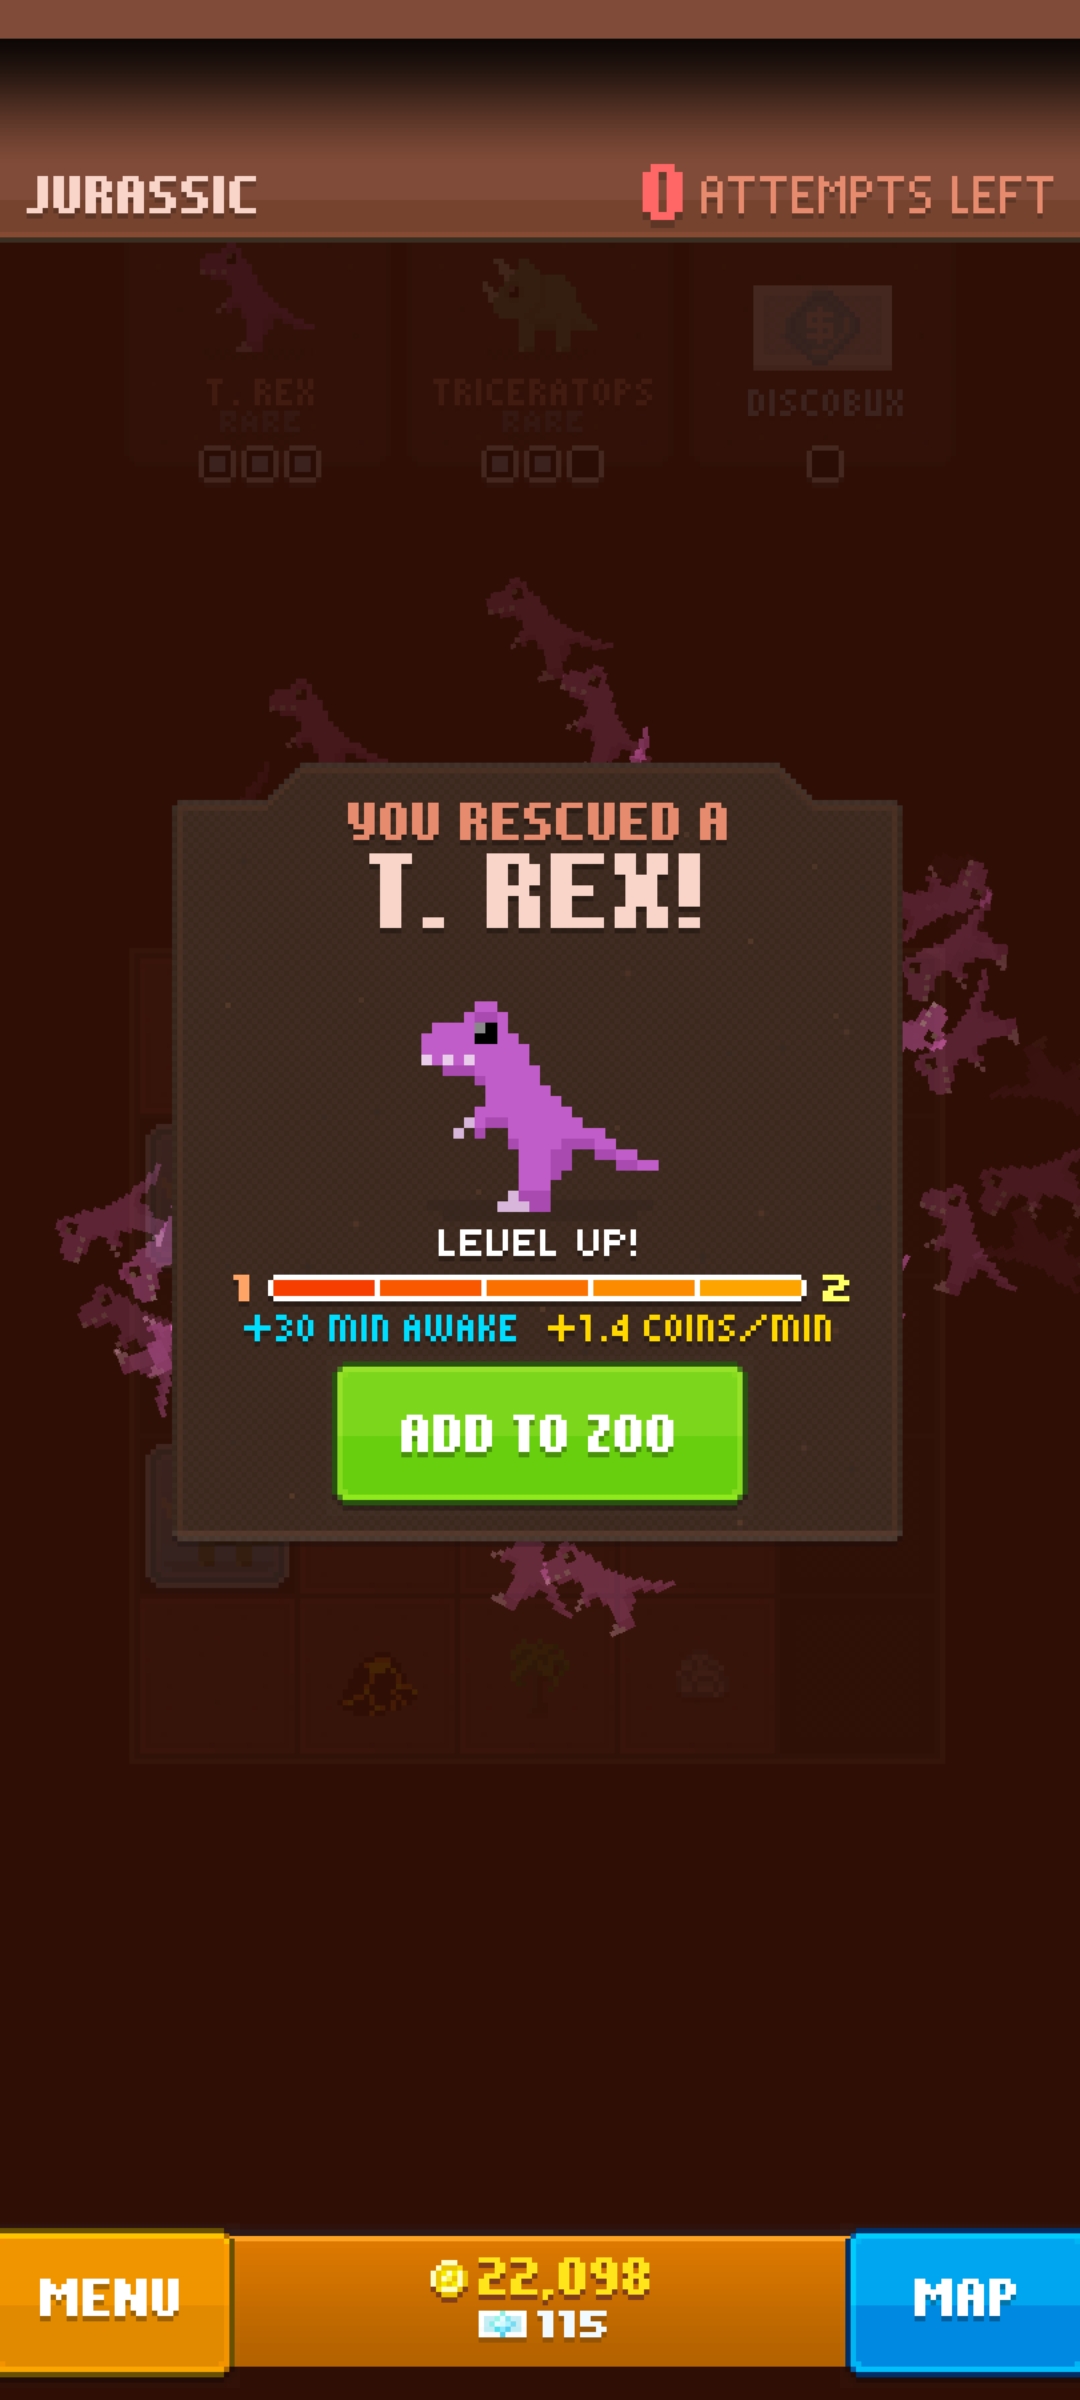 JURASSIC
0 ATTEMPTS LEFT
T. REX
RARE
TRICERATOPS
RARE
$
DISCOBUX
YOU RESCUED A
T. REX!
LEVEL UP!
1 2
+30 MIN AWAKE +1.4 COINS/MIN
ADD TO ZOO
MENU
22,098
115
MAP